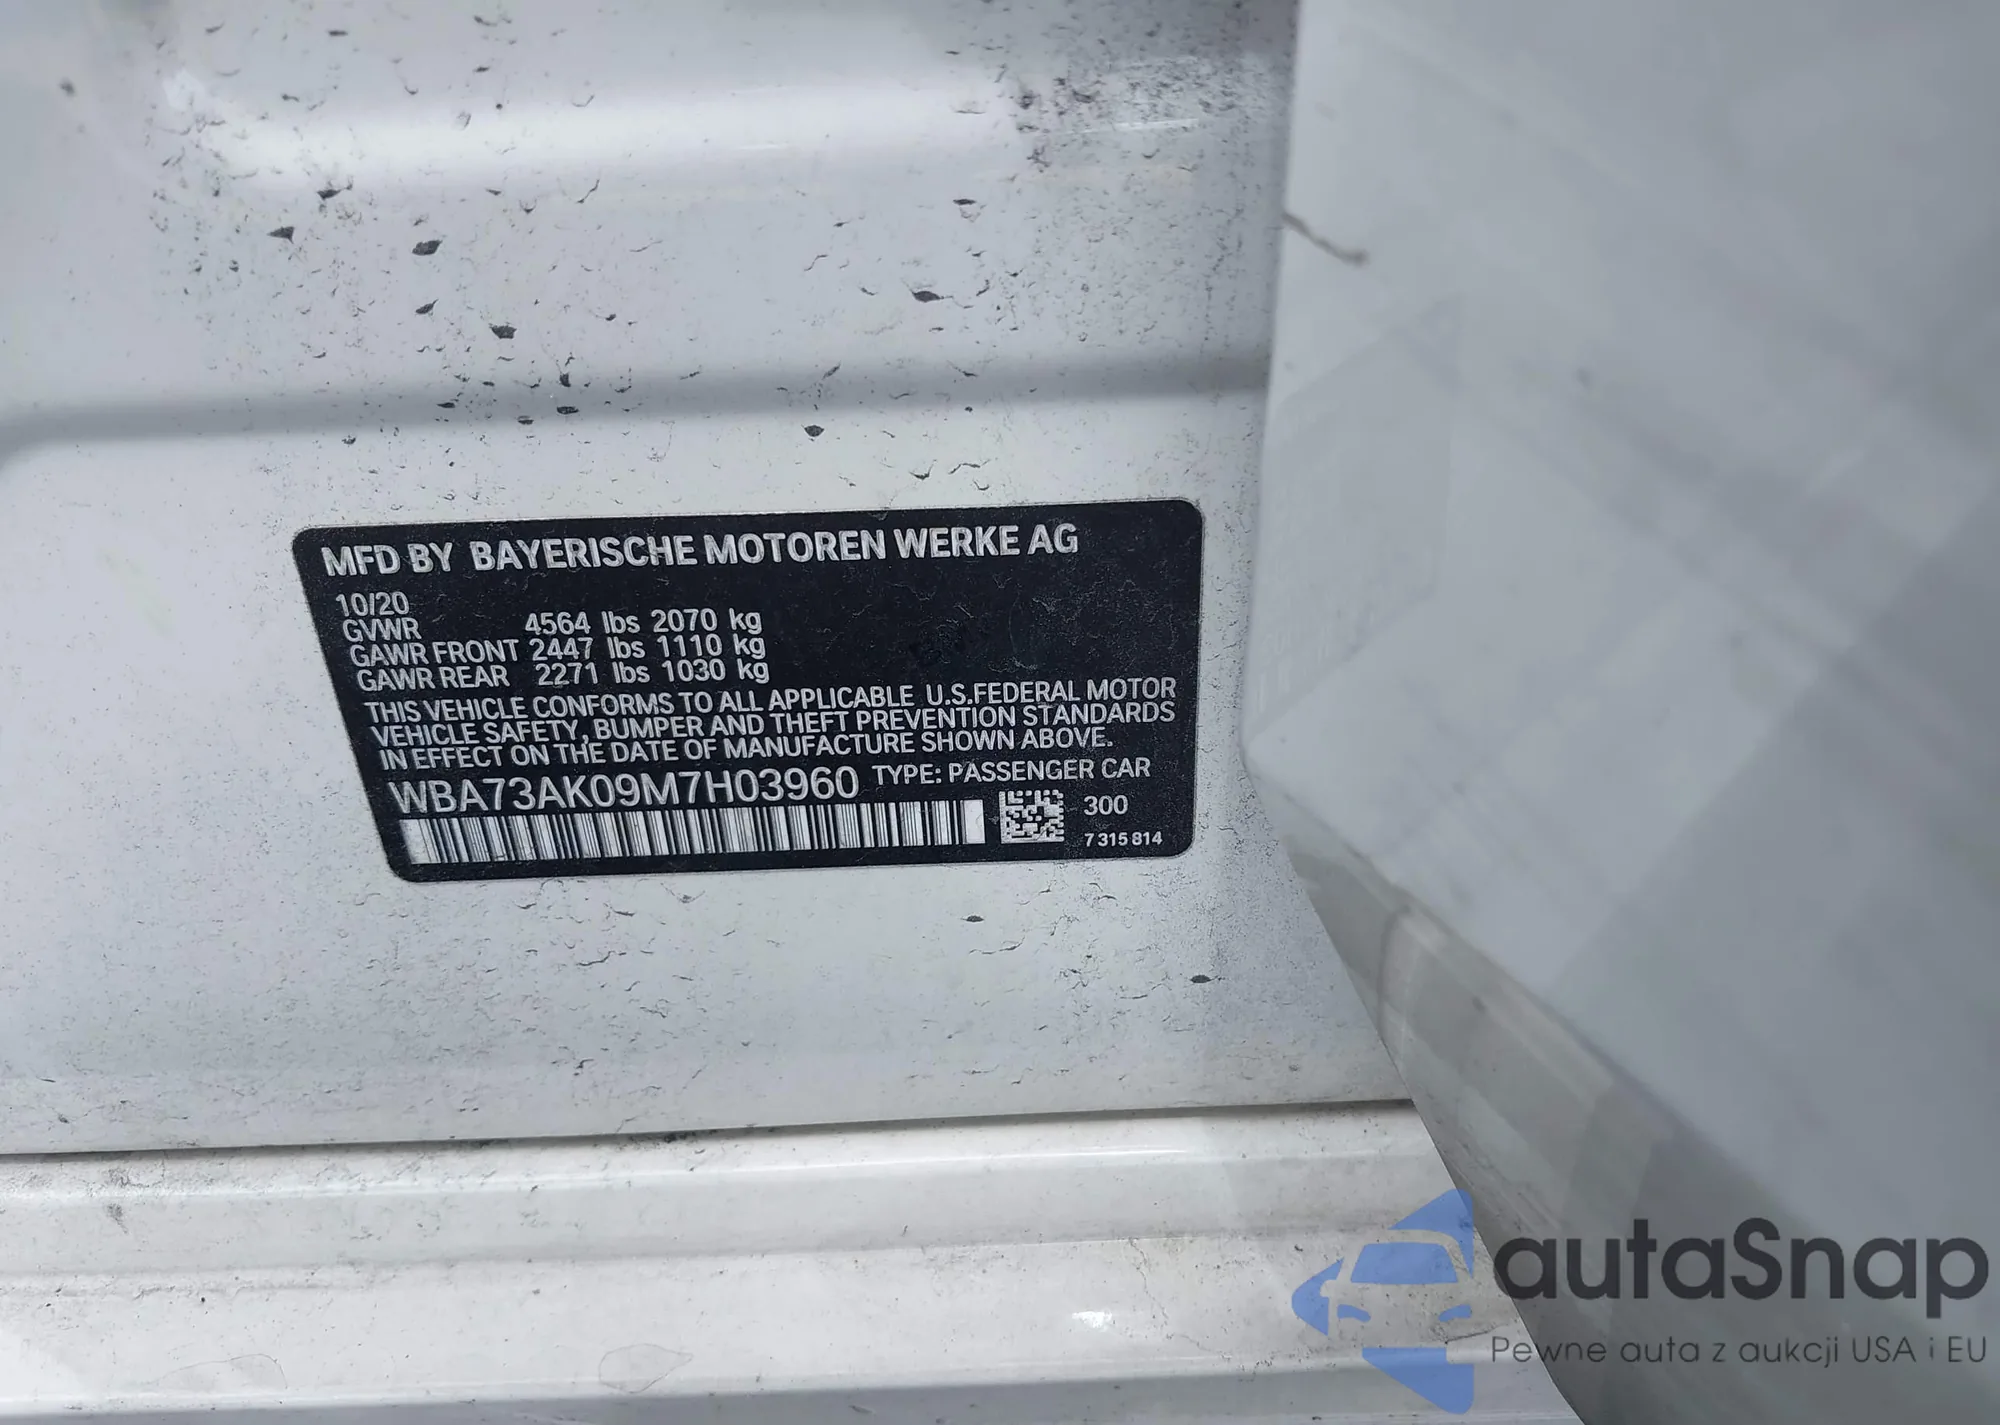 MFD BY BAYERISCHE MOTOREN WERKE AG
10/20
GVWR 4564 lbs 2070 kg
GAWR FRONT 2447 lbs 1110 kg
GAWR REAR 2271 lbs 1030 kg
THIS VEHICLE CONFORMS TO ALL APPLICABLE U.S.FEDERAL MOTOR
VEHICLE SAFETY, BUMPER AND THEFT PREVENTION STANDARDS
IN EFFECT ON THE DATE OF MANUFACTURE SHOWN ABOVE.
WBA73AK09M7H03960 TYPE: PASSENGER CAR
300
7 315 814
autaSnap
Pewne auta z aukcji USA i EU